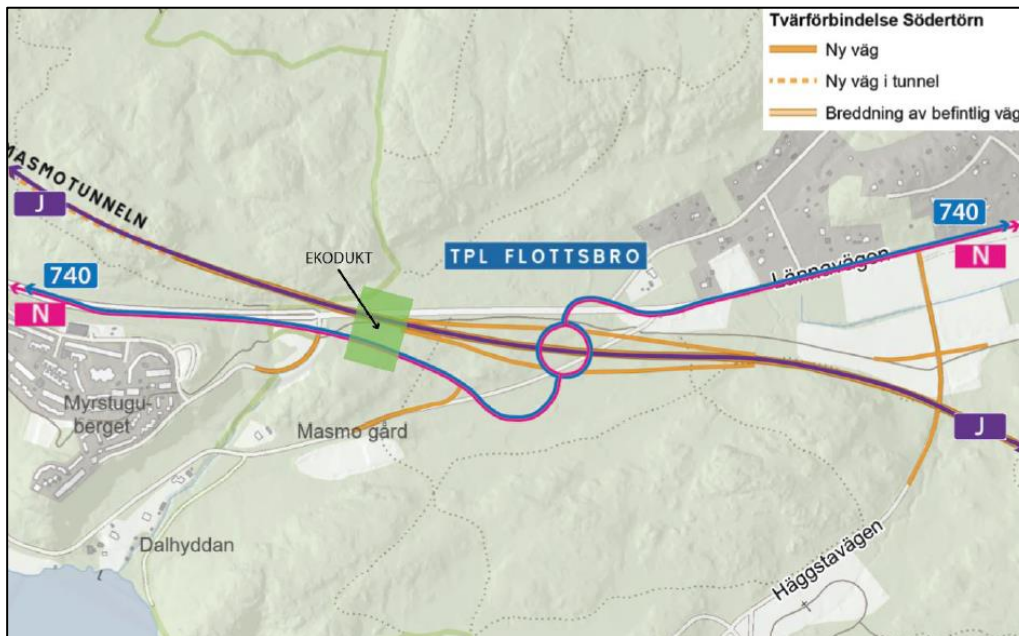 Tvärförbindelse Södertörn
Ny väg
Ny väg i tunnel
Breddning av befintlig väg
MASMOTUNNELN
J
740
N
EKODUKT
TPL FLOTTSBRO
740
N
Lännavägen
Myrstugu-
berget
Masmo gård
J
Dalhyddan
Häggstavägen